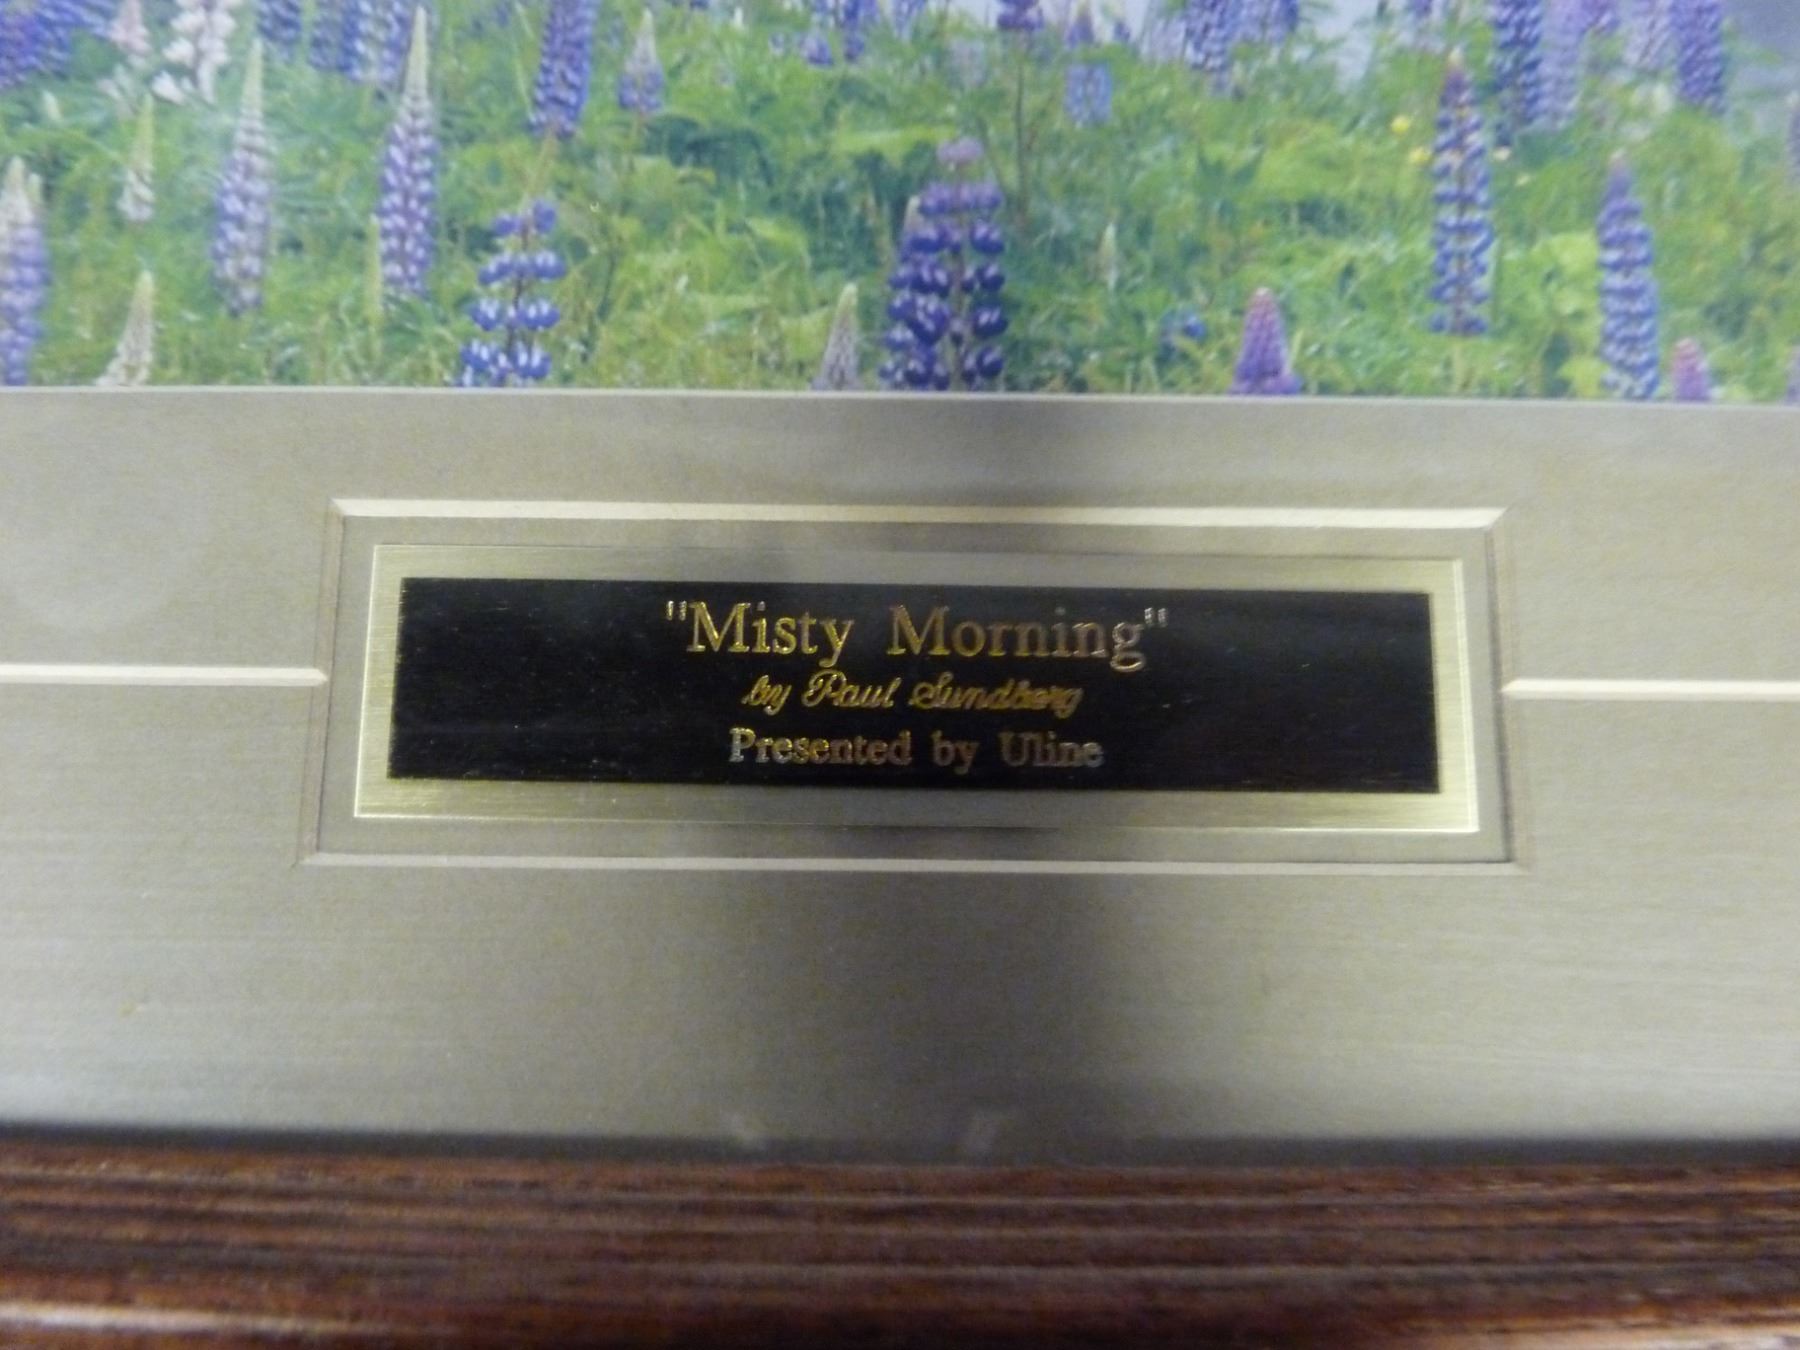 "Misty Morning"
by Paul Sundberg
Presented by Uline